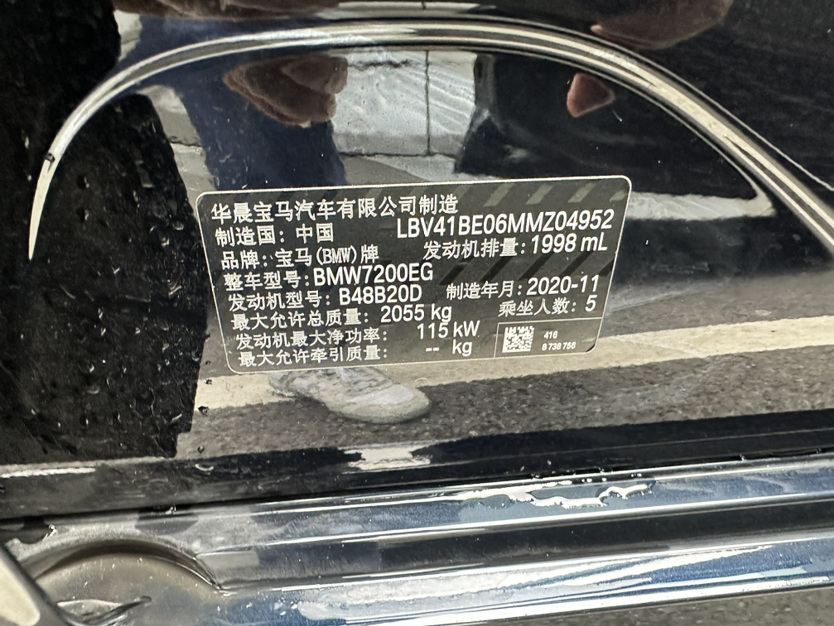 华晨宝马汽车有限公司制造
制造国：中国 LBV41BE06MMZ04952
品牌：宝马(BMW)牌 发动机排量：1998 mL
整车型号：BMW7200EG
发动机型号：B48B20D 制造年月：2020-11
最大允许总质量：2055 kg 乘坐人数：5
发动机最大净功率：115 kW
最大允许牵引质量：-- kg
416
8 738 756